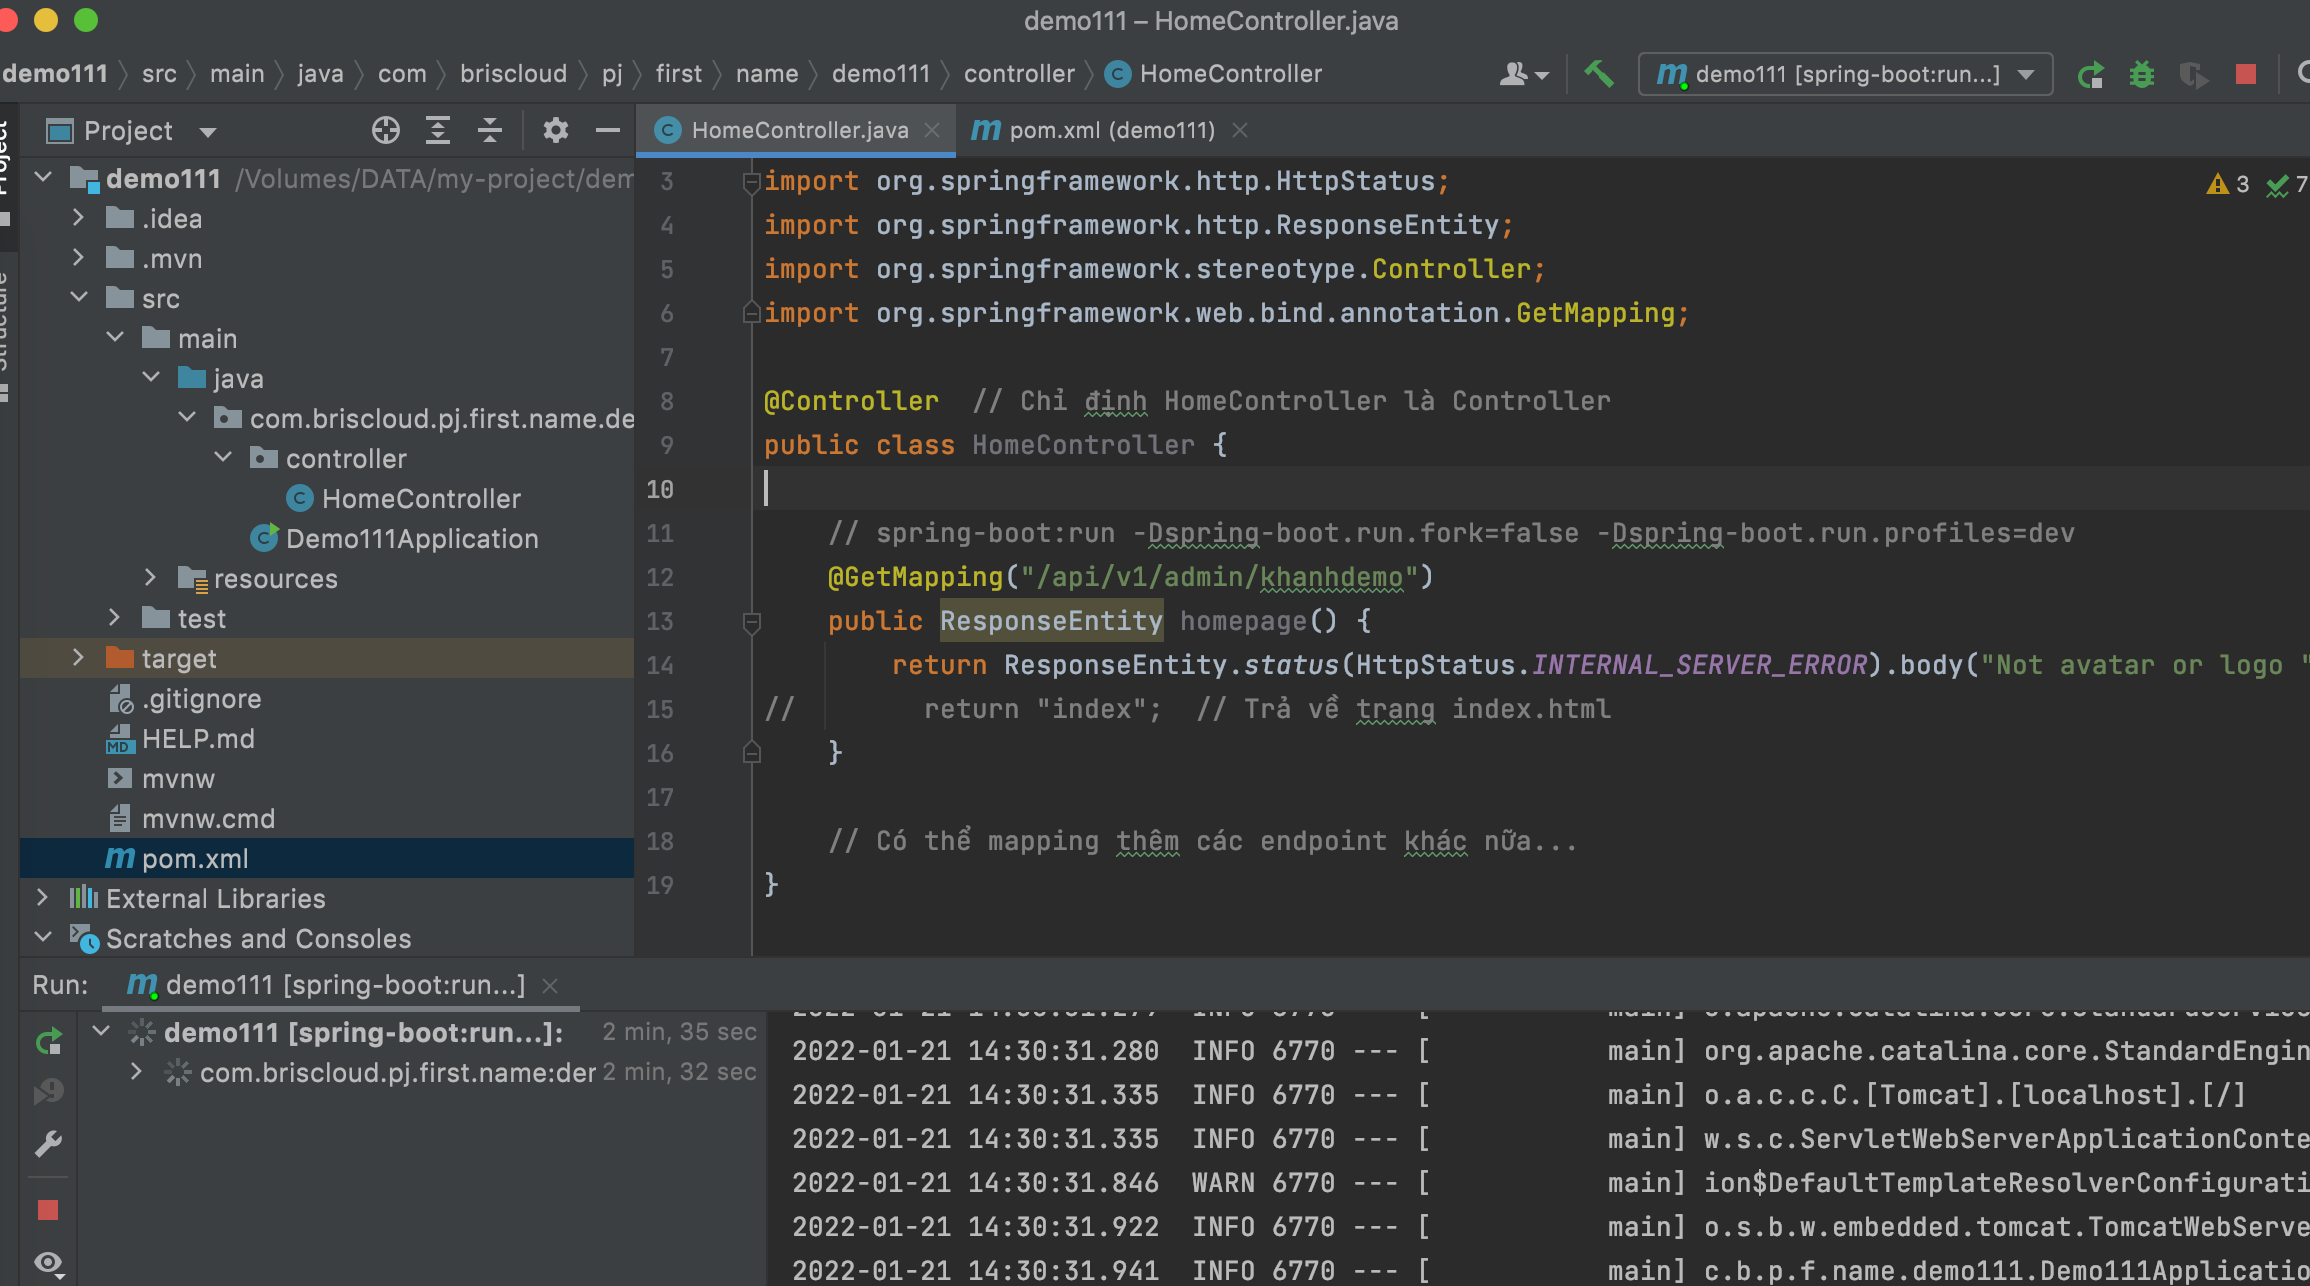 demo111 – HomeController.java
demo111 src main java com briscloud pj first name demo111 controller HomeController
demo111 [spring-boot:run...]
Project
HomeController.java
pom.xml (demo111)
Project
Structure
demo111 /Volumes/DATA/my-project/dem
.idea
.mvn
src
main
java
com.briscloud.pj.first.name.de
controller
HomeController
Demo111Application
resources
test
target
.gitignore
HELP.md
mvnw
mvnw.cmd
pom.xml
External Libraries
Scratches and Consoles
3 7
3 import org.springframework.http.HttpStatus;
4 import org.springframework.http.ResponseEntity;
5 import org.springframework.stereotype.Controller;
6 import org.springframework.web.bind.annotation.GetMapping;
7
8 @Controller // Chỉ định HomeController là Controller
9 public class HomeController {
10
11 // spring-boot:run -Dspring-boot.run.fork=false -Dspring-boot.run.profiles=dev
12 @GetMapping("/api/v1/admin/khanhdemo")
13 public ResponseEntity homepage() {
14 return ResponseEntity.status(HttpStatus.INTERNAL_SERVER_ERROR).body("Not avatar or logo "
15 // return "index"; // Trả về trang index.html
16 }
17
18 // Có thể mapping thêm các endpoint khác nữa...
19 }
Run: demo111 [spring-boot:run...]
demo111 [spring-boot:run...]: 2 min, 35 sec
com.briscloud.pj.first.name:der 2 min, 32 sec
2022-01-21 14:30:31.280 INFO 6770 --- [ main] org.apache.catalina.core.StandardEngin
2022-01-21 14:30:31.335 INFO 6770 --- [ main] o.a.c.c.C.[Tomcat].[localhost].[/]
2022-01-21 14:30:31.335 INFO 6770 --- [ main] w.s.c.ServletWebServerApplicationConte
2022-01-21 14:30:31.846 WARN 6770 --- [ main] ion$DefaultTemplateResolverConfigurati
2022-01-21 14:30:31.922 INFO 6770 --- [ main] o.s.b.w.embedded.tomcat.TomcatWebServe
2022-01-21 14:30:31.941 INFO 6770 --- [ main] c.b.p.f.name.demo111.Demo111Applicatio